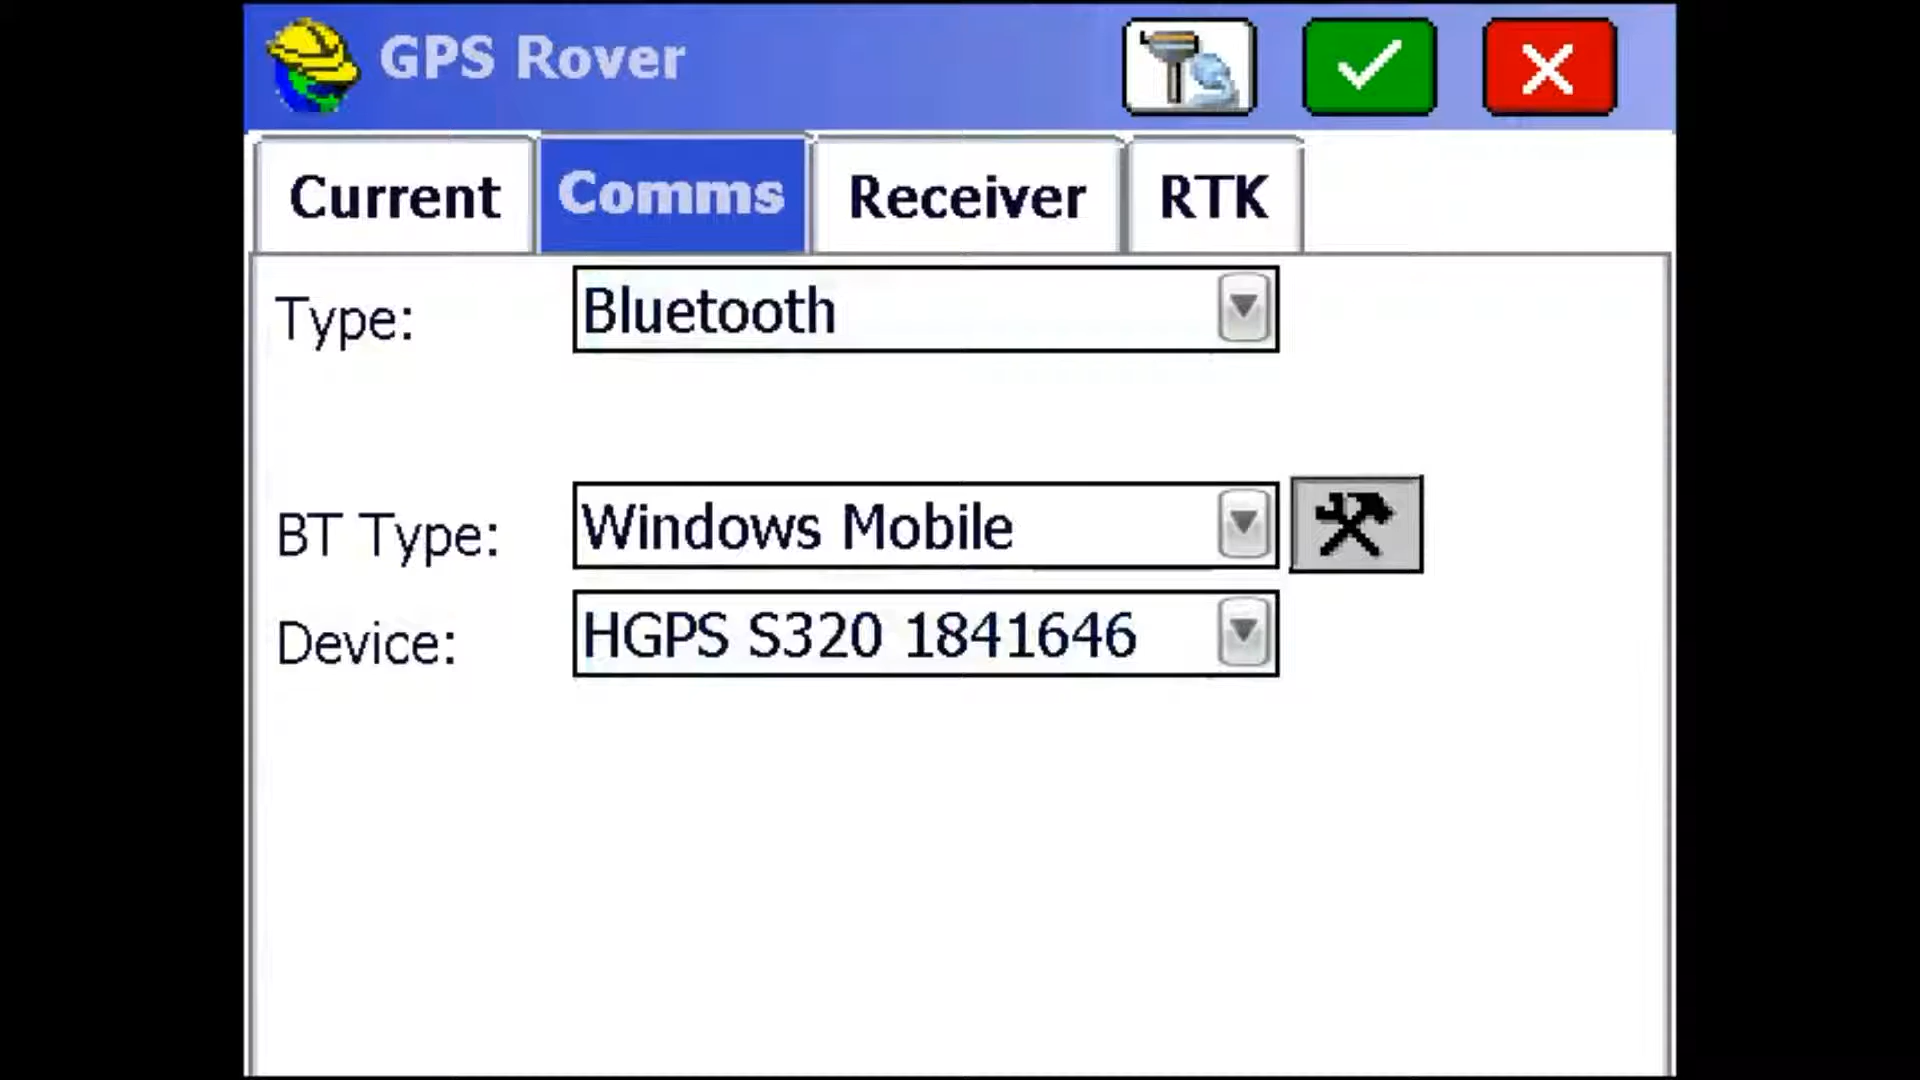 GPS Rover
Current Comms Receiver RTK
Type: Bluetooth
BT Type: Windows Mobile
Device: HGPS S320 1841646